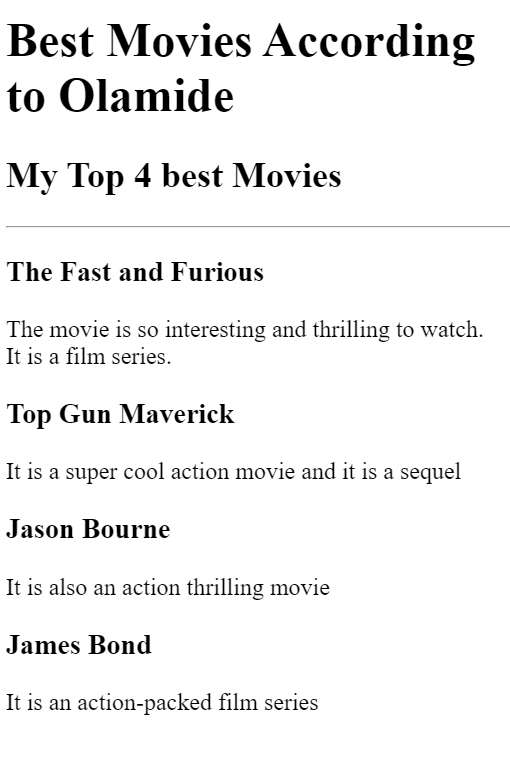 Best Movies According
to Olamide
My Top 4 best Movies
The Fast and Furious
The movie is so interesting and thrilling to watch.
It is a film series.
Top Gun Maverick
It is a super cool action movie and it is a sequel
Jason Bourne
It is also an action thrilling movie
James Bond
It is an action-packed film series